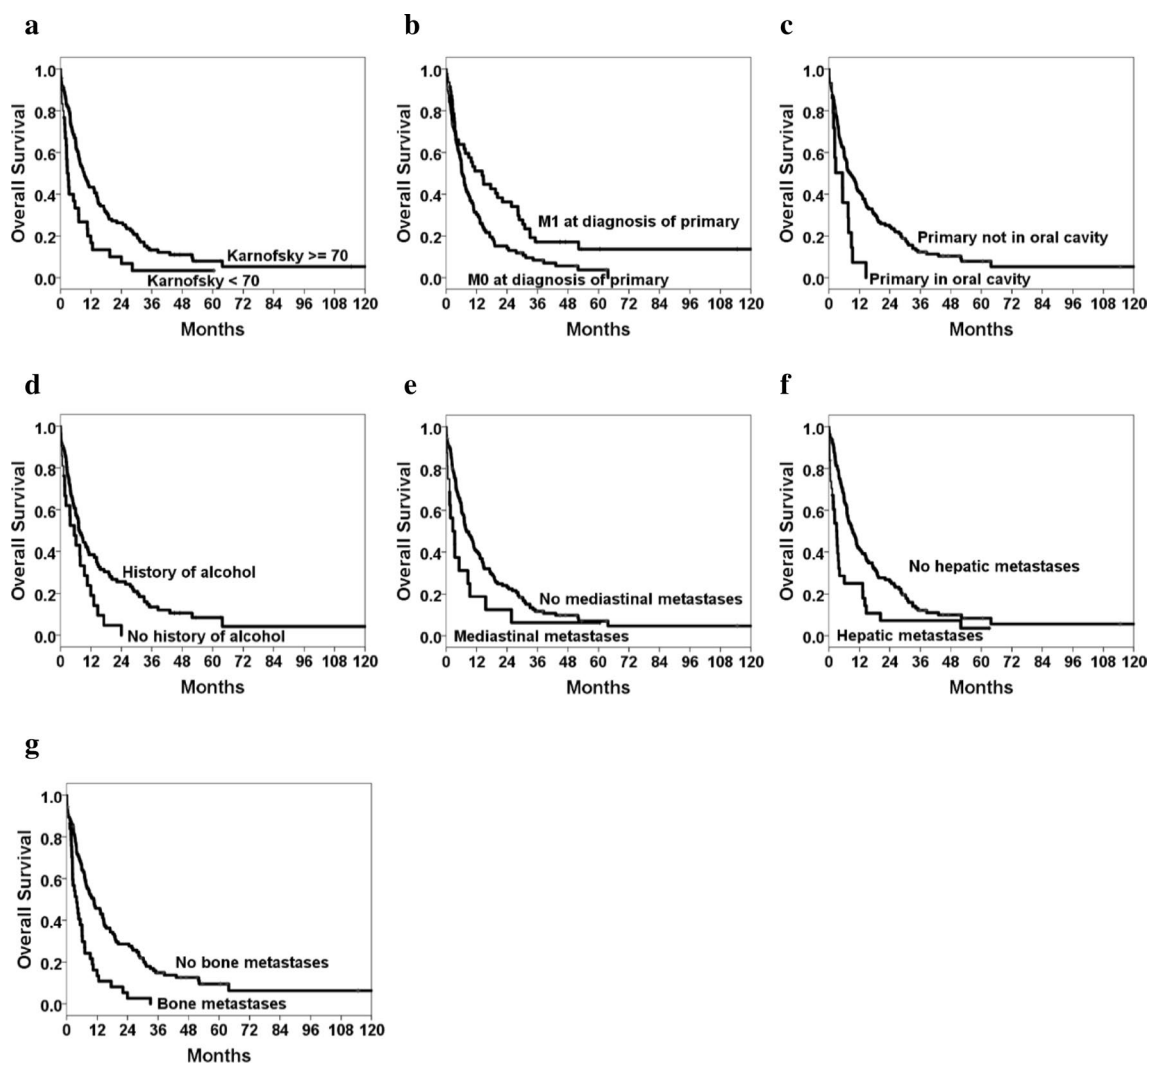 a
b
c
1.0
0.8
0.6
0.4
0.2
0.0
Overall Survival
Karnofsky >= 70
Karnofsky < 70
0 12 24 36 48 60 72 84 96 108 120
Months
1.0
0.8
0.6
0.4
0.2
0.0
Overall Survival
M1 at diagnosis of primary
M0 at diagnosis of primary
0 12 24 36 48 60 72 84 96 108 120
Months
1.0
0.8
0.6
0.4
0.2
0.0
Overall Survival
Primary not in oral cavity
Primary in oral cavity
0 12 24 36 48 60 72 84 96 108 120
Months
d
e
f
1.0
0.8
0.6
0.4
0.2
0.0
Overall Survival
History of alcohol
No history of alcohol
0 12 24 36 48 60 72 84 96 108 120
Months
1.0
0.8
0.6
0.4
0.2
0.0
Overall Survival
No mediastinal metastases
Mediastinal metastases
0 12 24 36 48 60 72 84 96 108 120
Months
1.0
0.8
0.6
0.4
0.2
0.0
Overall Survival
No hepatic metastases
Hepatic metastases
0 12 24 36 48 60 72 84 96 108 120
Months
g
1.0
0.8
0.6
0.4
0.2
0.0
Overall Survival
No bone metastases
Bone metastases
0 12 24 36 48 60 72 84 96 108 120
Months